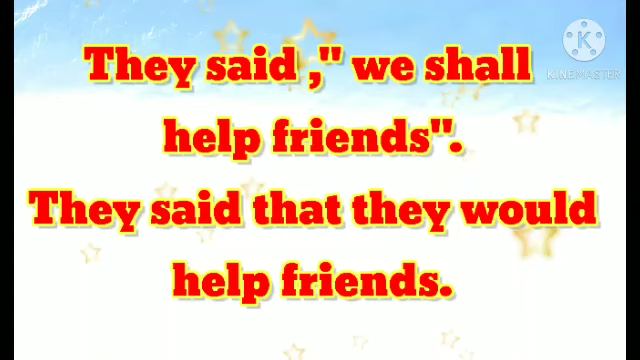 They said ," we shall
help friends".
They said that they would
help friends.
K
KINEMASTER